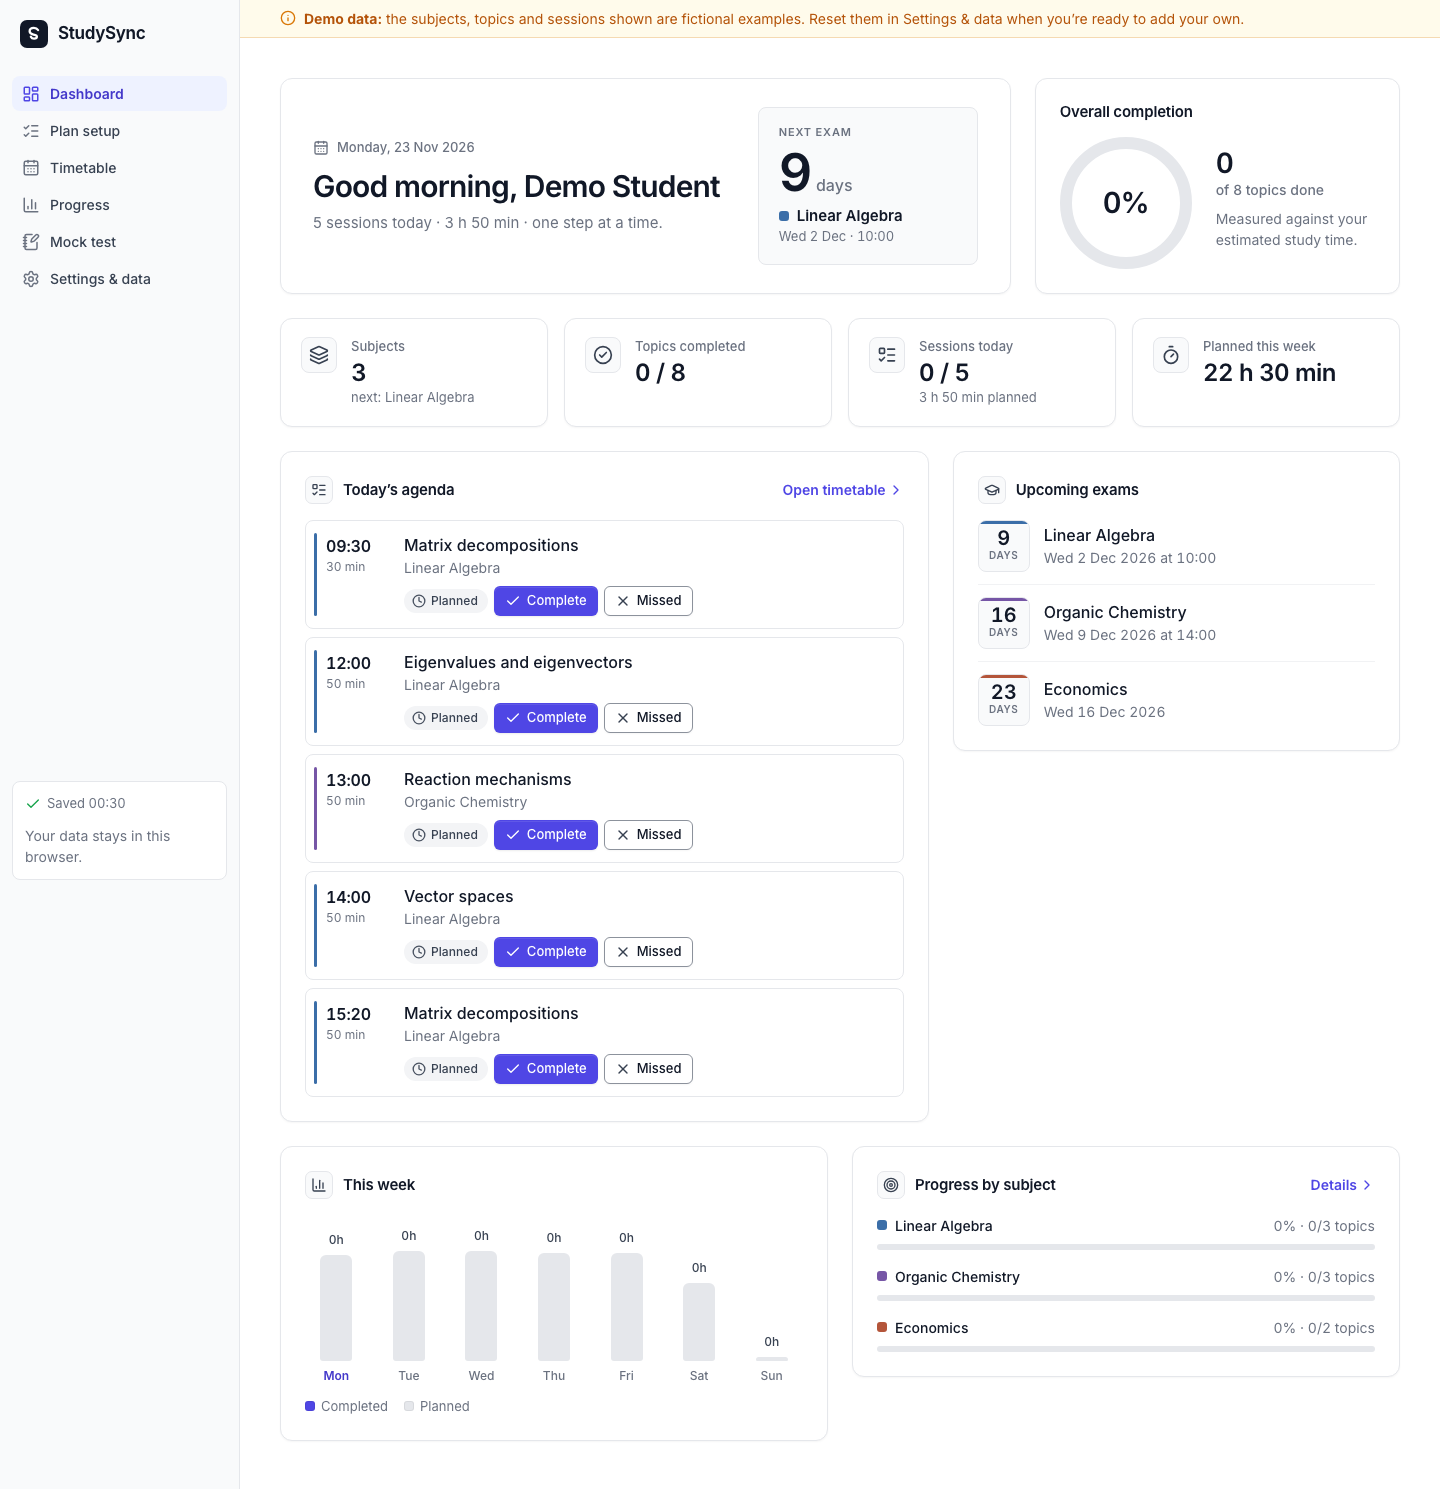 StudySync
Dashboard
Plan setup
Timetable
Progress
Mock test
Settings & data
Saved 00:30
Your data stays in this
browser.
Demo data: the subjects, topics and sessions shown are fictional examples. Reset them in Settings & data when you’re ready to add your own.
Monday, 23 Nov 2026
Good morning, Demo Student
5 sessions today · 3 h 50 min · one step at a time.
NEXT EXAM
9 days
Linear Algebra
Wed 2 Dec · 10:00
Overall completion
0%
0
of 8 topics done
Measured against your
estimated study time.
Subjects
3
next: Linear Algebra
Topics completed
0 / 8
Sessions today
0 / 5
3 h 50 min planned
Planned this week
22 h 30 min
Today’s agenda
Open timetable
09:30
30 min
Matrix decompositions
Linear Algebra
Planned
Complete
Missed
12:00
50 min
Eigenvalues and eigenvectors
Linear Algebra
Planned
Complete
Missed
13:00
50 min
Reaction mechanisms
Organic Chemistry
Planned
Complete
Missed
14:00
50 min
Vector spaces
Linear Algebra
Planned
Complete
Missed
15:20
50 min
Matrix decompositions
Linear Algebra
Planned
Complete
Missed
Upcoming exams
9
DAYS
Linear Algebra
Wed 2 Dec 2026 at 10:00
16
DAYS
Organic Chemistry
Wed 9 Dec 2026 at 14:00
23
DAYS
Economics
Wed 16 Dec 2026
This week
0h
0h
0h
0h
0h
0h
0h
Mon
Tue
Wed
Thu
Fri
Sat
Sun
Completed
Planned
Progress by subject
Details
Linear Algebra
0% · 0/3 topics
Organic Chemistry
0% · 0/3 topics
Economics
0% · 0/2 topics